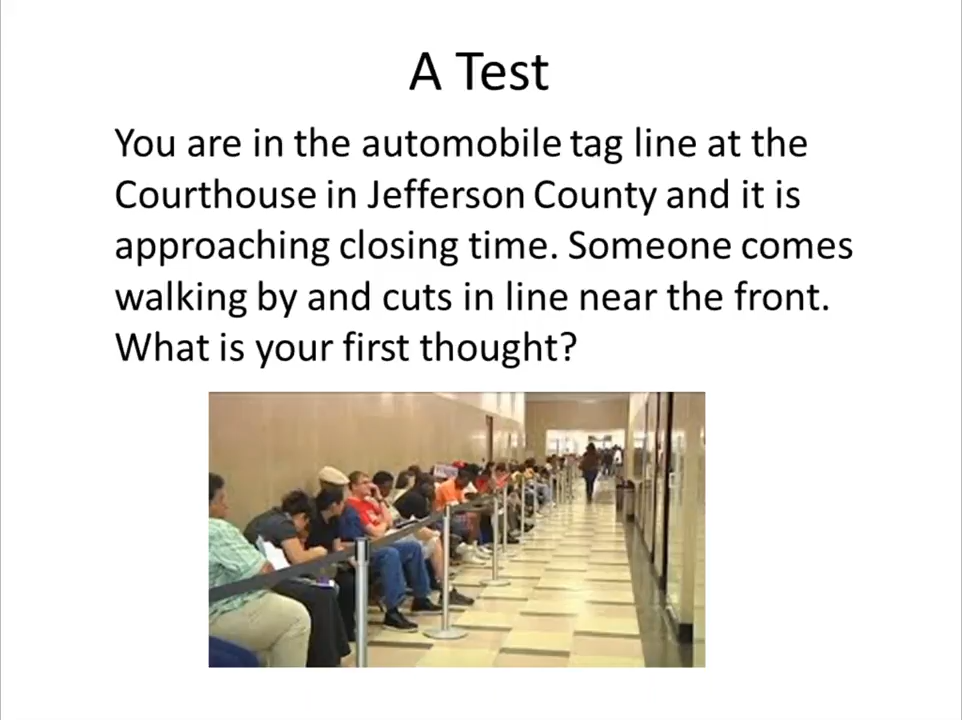 A Test
You are in the automobile tag line at the
Courthouse in Jefferson County and it is
approaching closing time. Someone comes
walking by and cuts in line near the front.
What is your first thought?